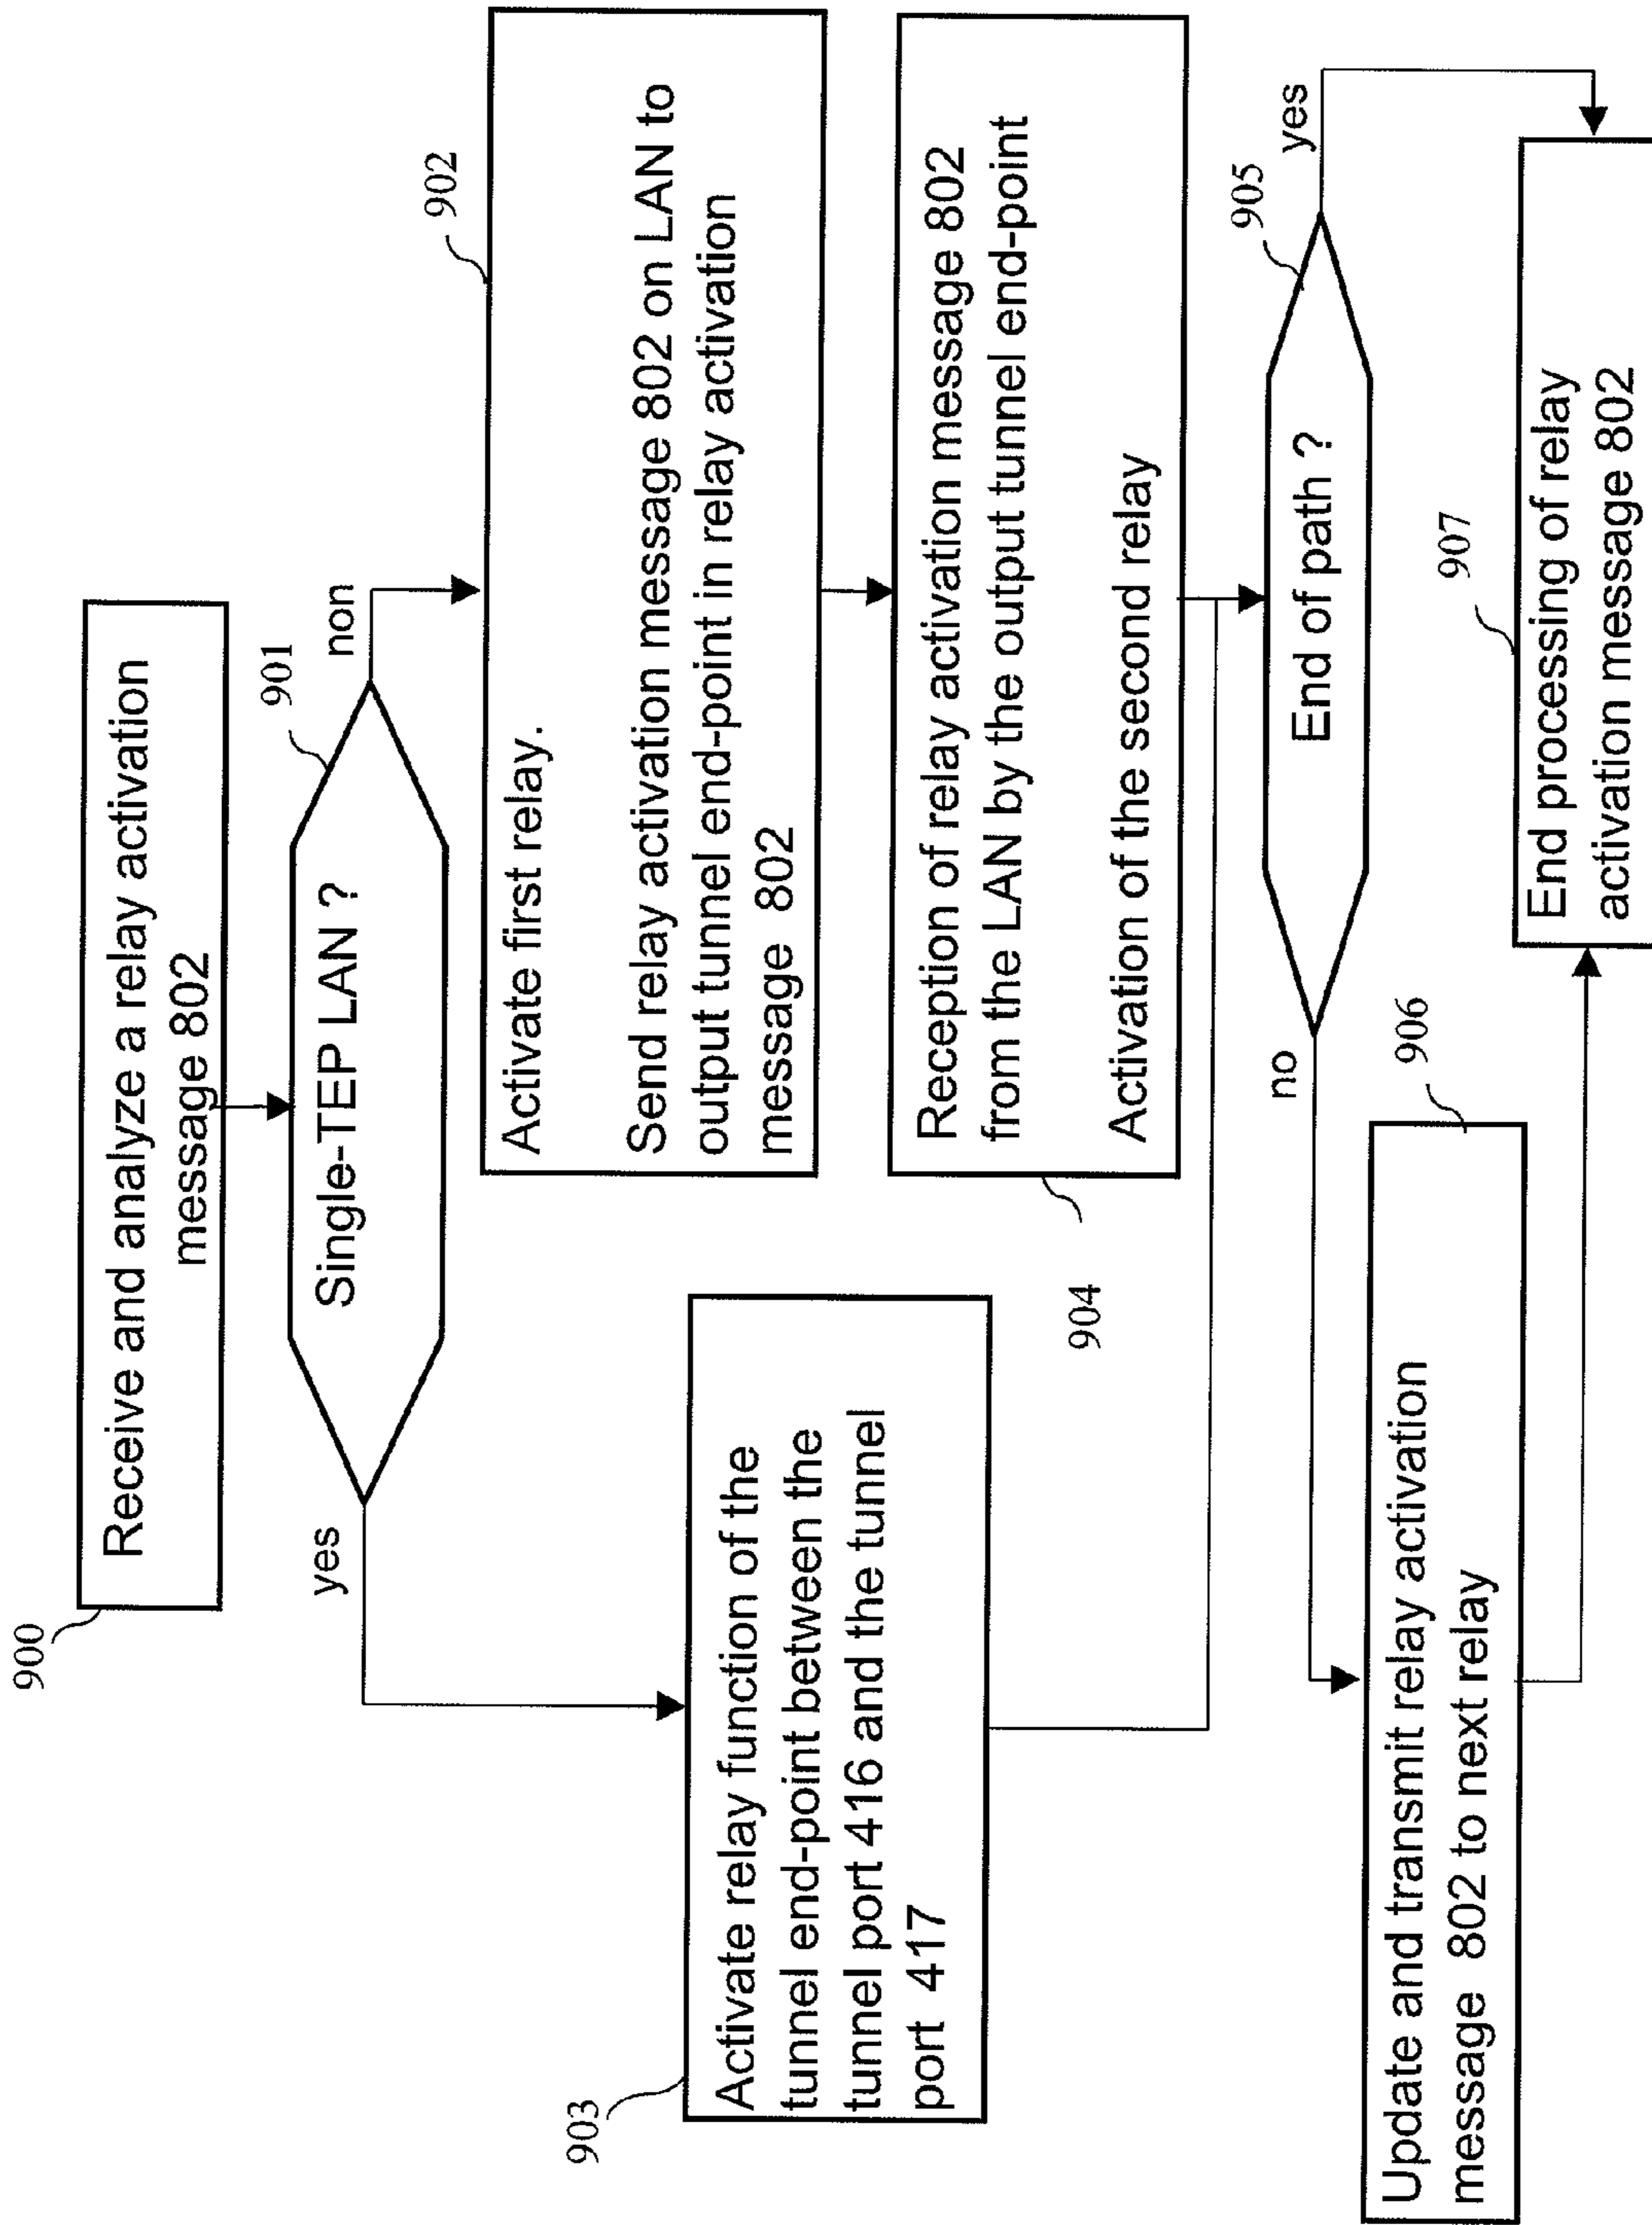 900
Receive and analyze a relay activation
message 802
901
Single-TEP LAN ?
yes
non
902
Activate first relay.
Send relay activation message 802 on LAN to
output tunnel end-point in relay activation
message 802
903
Activate relay function of the
tunnel end-point between the
tunnel port 416 and the tunnel
port 417
904
Reception of relay activation message 802
from the LAN by the output tunnel end-point
Activation of the second relay
905
End of path ?
no
yes
906
Update and transmit relay activation
message 802 to next relay
907
End processing of relay
activation message 802